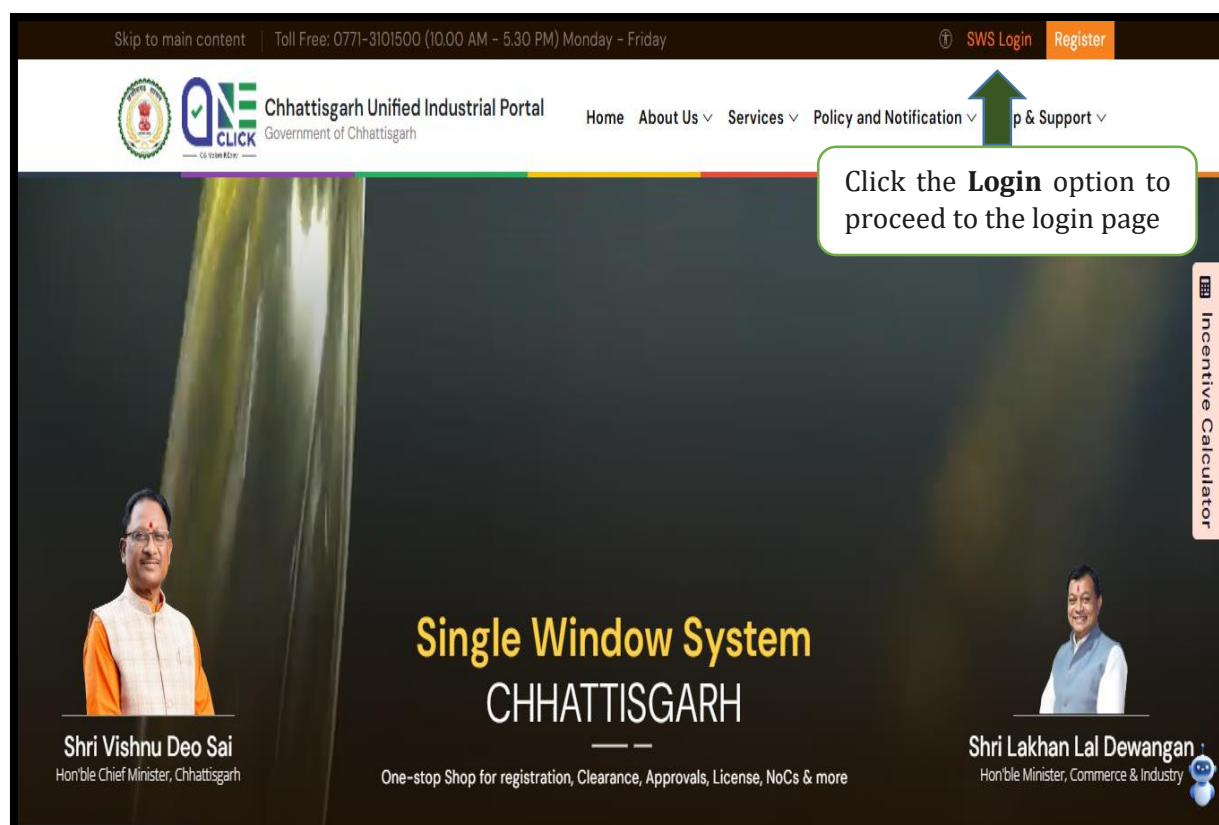 Skip to main content
Toll Free: 0771-3101500 (10.00 AM - 5.30 PM) Monday - Friday
SWS Login
Register
ONE
CLICK
Chhattisgarh Unified Industrial Portal
Government of Chhattisgarh
Home
About Us
Services
Policy and Notification
p & Support
Click the Login option to
proceed to the login page
Incentive Calculator
Single Window System
CHHATTISGARH
One-stop Shop for registration, Clearance, Approvals, License, NoCs & more
Shri Vishnu Deo Sai
Hon'ble Chief Minister, Chhattisgarh
Shri Lakhan Lal Dewangan
Hon'ble Minister, Commerce & Industry